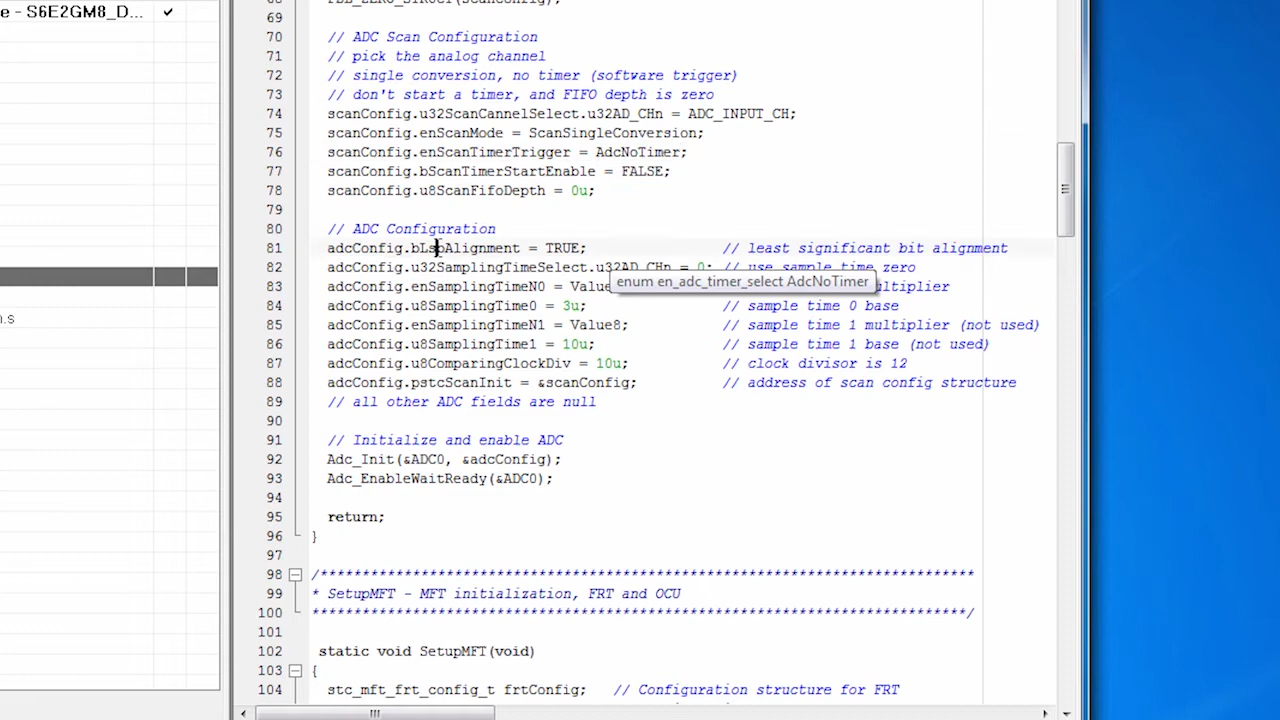 e - S6E2GM8_D... ✓
n.s
69
70 // ADC Scan Configuration
71 // pick the analog channel
72 // single conversion, no timer (software trigger)
73 // don't start a timer, and FIFO depth is zero
74 scanConfig.u32ScanCannelSelect.u32AD_CHn = ADC_INPUT_CH;
75 scanConfig.enScanMode = ScanSingleConversion;
76 scanConfig.enScanTimerTrigger = AdcNoTimer;
77 scanConfig.bScanTimerStartEnable = FALSE;
78 scanConfig.u8ScanFifoDepth = 0u;
79
80 // ADC Configuration
81 adcConfig.bLsbAlignment = TRUE; // least significant bit alignment
82 adcConfig.u32SamplingTimeSelect.u32AD_CHn = 0; // use sample time zero
enum en_adc_timer_select AdcNoTimer
83 adcConfig.enSamplingTimeN0 = Value multiplier
84 adcConfig.u8SamplingTime0 = 3u; // sample time 0 base
85 adcConfig.enSamplingTimeN1 = Value8; // sample time 1 multiplier (not used)
86 adcConfig.u8SamplingTime1 = 10u; // sample time 1 base (not used)
87 adcConfig.u8ComparingClockDiv = 10u; // clock divisor is 12
88 adcConfig.pstcScanInit = &scanConfig; // address of scan config structure
89 // all other ADC fields are null
90
91 // Initialize and enable ADC
92 Adc_Init(&ADC0, &adcConfig);
93 Adc_EnableWaitReady(&ADC0);
94
95 return;
96 }
97
98 /******************************************************************************
99 * SetupMFT - MFT initialization, FRT and OCU
100 ******************************************************************************/
101
102 static void SetupMFT(void)
103 {
104 stc_mft_frt_config_t frtConfig; // Configuration structure for FRT